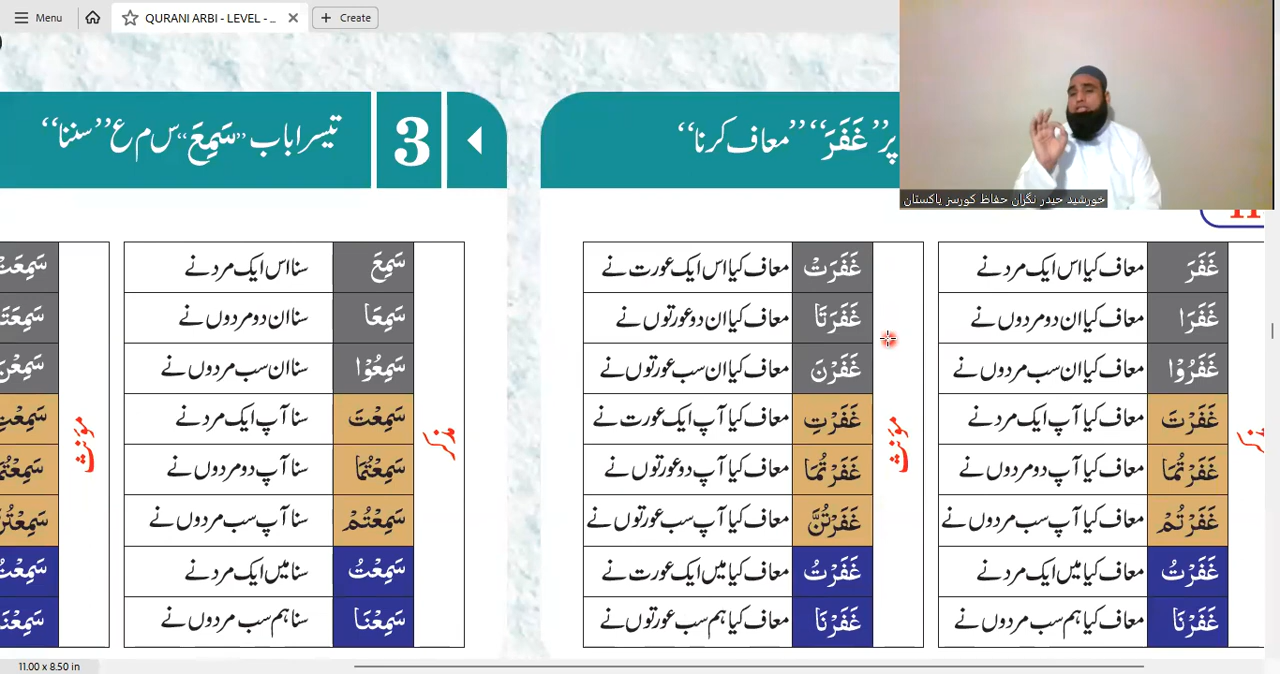 Menu
QURANI ARBI - LEVEL - ...
Create
پر”غَفَرَ“ ”معاف کرنا“
3
تیسرا باب ”سَمِعَ“ س م ع ”سننا“
خورشید حیدر نگران حفاظ کورسز پاکستان
غَفَرَ معاف کیا اس ایک مرد نے
غَفَرَا معاف کیا ان دو مردوں نے
غَفَرُوْا معاف کیا ان سب مردوں نے
غَفَرْتَ معاف کیا آپ ایک مرد نے
غَفَرْتُمَا معاف کیا آپ دو مردوں نے
غَفَرْتُمْ معاف کیا آپ سب مردوں نے
غَفَرْتُ معاف کیا میں ایک مرد نے
غَفَرْنَا معاف کیا ہم سب مردوں نے
مؤنث
غَفَرَتْ معاف کیا اس ایک عورت نے
غَفَرَتَا معاف کیا ان دو عورتوں نے
غَفَرْنَ معاف کیا ان سب عورتوں نے
غَفَرْتِ معاف کیا آپ ایک عورت نے
غَفَرْتُمَا معاف کیا آپ دو عورتوں نے
غَفَرْتُنَّ معاف کیا آپ سب عورتوں نے
غَفَرْتُ معاف کیا میں ایک عورت نے
غَفَرْنَا معاف کیا ہم سب عورتوں نے
مذکر
سَمِعَ سنا اس ایک مرد نے
سَمِعَا سنا ان دو مردوں نے
سَمِعُوْا سنا ان سب مردوں نے
سَمِعْتَ سنا آپ ایک مرد نے
سَمِعْتُمَا سنا آپ دو مردوں نے
سَمِعْتُمْ سنا آپ سب مردوں نے
سَمِعْتُ سنا میں ایک مرد نے
سَمِعْنَا سنا ہم سب مردوں نے
مؤنث
11.00 x 8.50 in